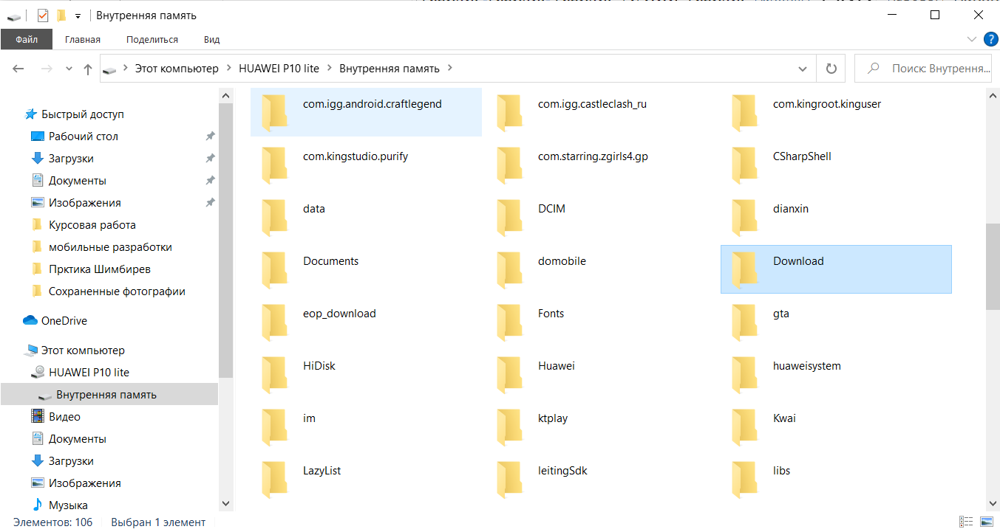 Внутренняя память
Файл Главная Поделиться Вид
Этот компьютер HUAWEI P10 lite Внутренняя память Поиск: Внутрення...
Быстрый доступ
Рабочий стол
Загрузки
Документы
Изображения
Курсовая работа
мобильные разработки
Прктика Шимбирев
Сохраненные фотографии
OneDrive
Этот компьютер
HUAWEI P10 lite
Внутренняя память
Видео
Документы
Загрузки
Изображения
Музыка
com.igg.android.craftlegend com.igg.castleclash_ru com.kingroot.kinguser
com.kingstudio.purify com.starring.zgirls4.gp CSharpShell
data DCIM dianxin
Documents domobile Download
eop_download Fonts gta
HiDisk Huawei huaweisystem
im ktplay Kwai
LazyList leitingSdk libs
Элементов: 106 Выбран 1 элемент